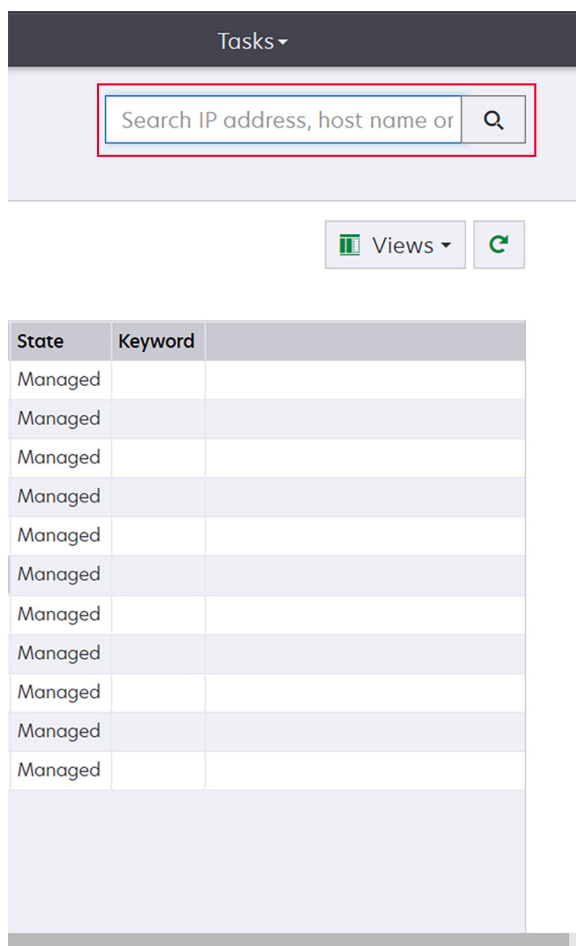 Tasks
Search IP address, host name or
Views
State Keyword
Managed
Managed
Managed
Managed
Managed
Managed
Managed
Managed
Managed
Managed
Managed